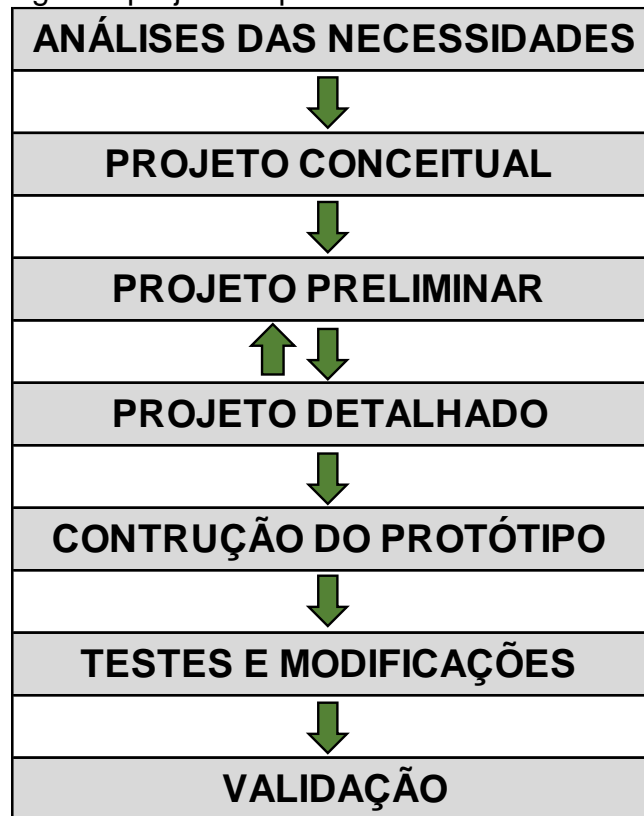 ANÁLISES DAS NECESSIDADES
PROJETO CONCEITUAL
PROJETO PRELIMINAR
PROJETO DETALHADO
CONTRUÇÃO DO PROTÓTIPO
TESTES E MODIFICAÇÕES
VALIDAÇÃO